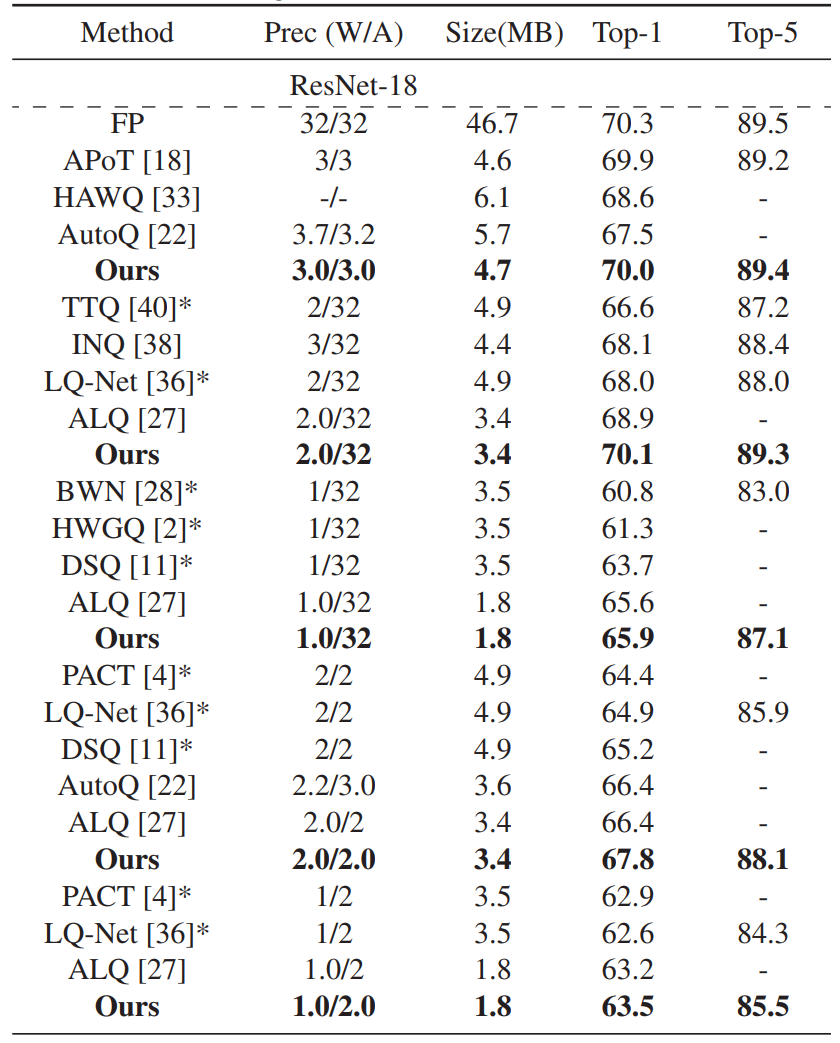 Method Prec (W/A) Size(MB) Top-1 Top-5
ResNet-18
FP 32/32 46.7 70.3 89.5
APoT [18] 3/3 4.6 69.9 89.2
HAWQ [33] -/- 6.1 68.6 -
AutoQ [22] 3.7/3.2 5.7 67.5 -
Ours 3.0/3.0 4.7 70.0 89.4
TTQ [40]* 2/32 4.9 66.6 87.2
INQ [38] 3/32 4.4 68.1 88.4
LQ-Net [36]* 2/32 4.9 68.0 88.0
ALQ [27] 2.0/32 3.4 68.9 -
Ours 2.0/32 3.4 70.1 89.3
BWN [28]* 1/32 3.5 60.8 83.0
HWGQ [2]* 1/32 3.5 61.3 -
DSQ [11]* 1/32 3.5 63.7 -
ALQ [27] 1.0/32 1.8 65.6 -
Ours 1.0/32 1.8 65.9 87.1
PACT [4]* 2/2 4.9 64.4 -
LQ-Net [36]* 2/2 4.9 64.9 85.9
DSQ [11]* 2/2 4.9 65.2 -
AutoQ [22] 2.2/3.0 3.6 66.4 -
ALQ [27] 2.0/2 3.4 66.4 -
Ours 2.0/2.0 3.4 67.8 88.1
PACT [4]* 1/2 3.5 62.9 -
LQ-Net [36]* 1/2 3.5 62.6 84.3
ALQ [27] 1.0/2 1.8 63.2 -
Ours 1.0/2.0 1.8 63.5 85.5